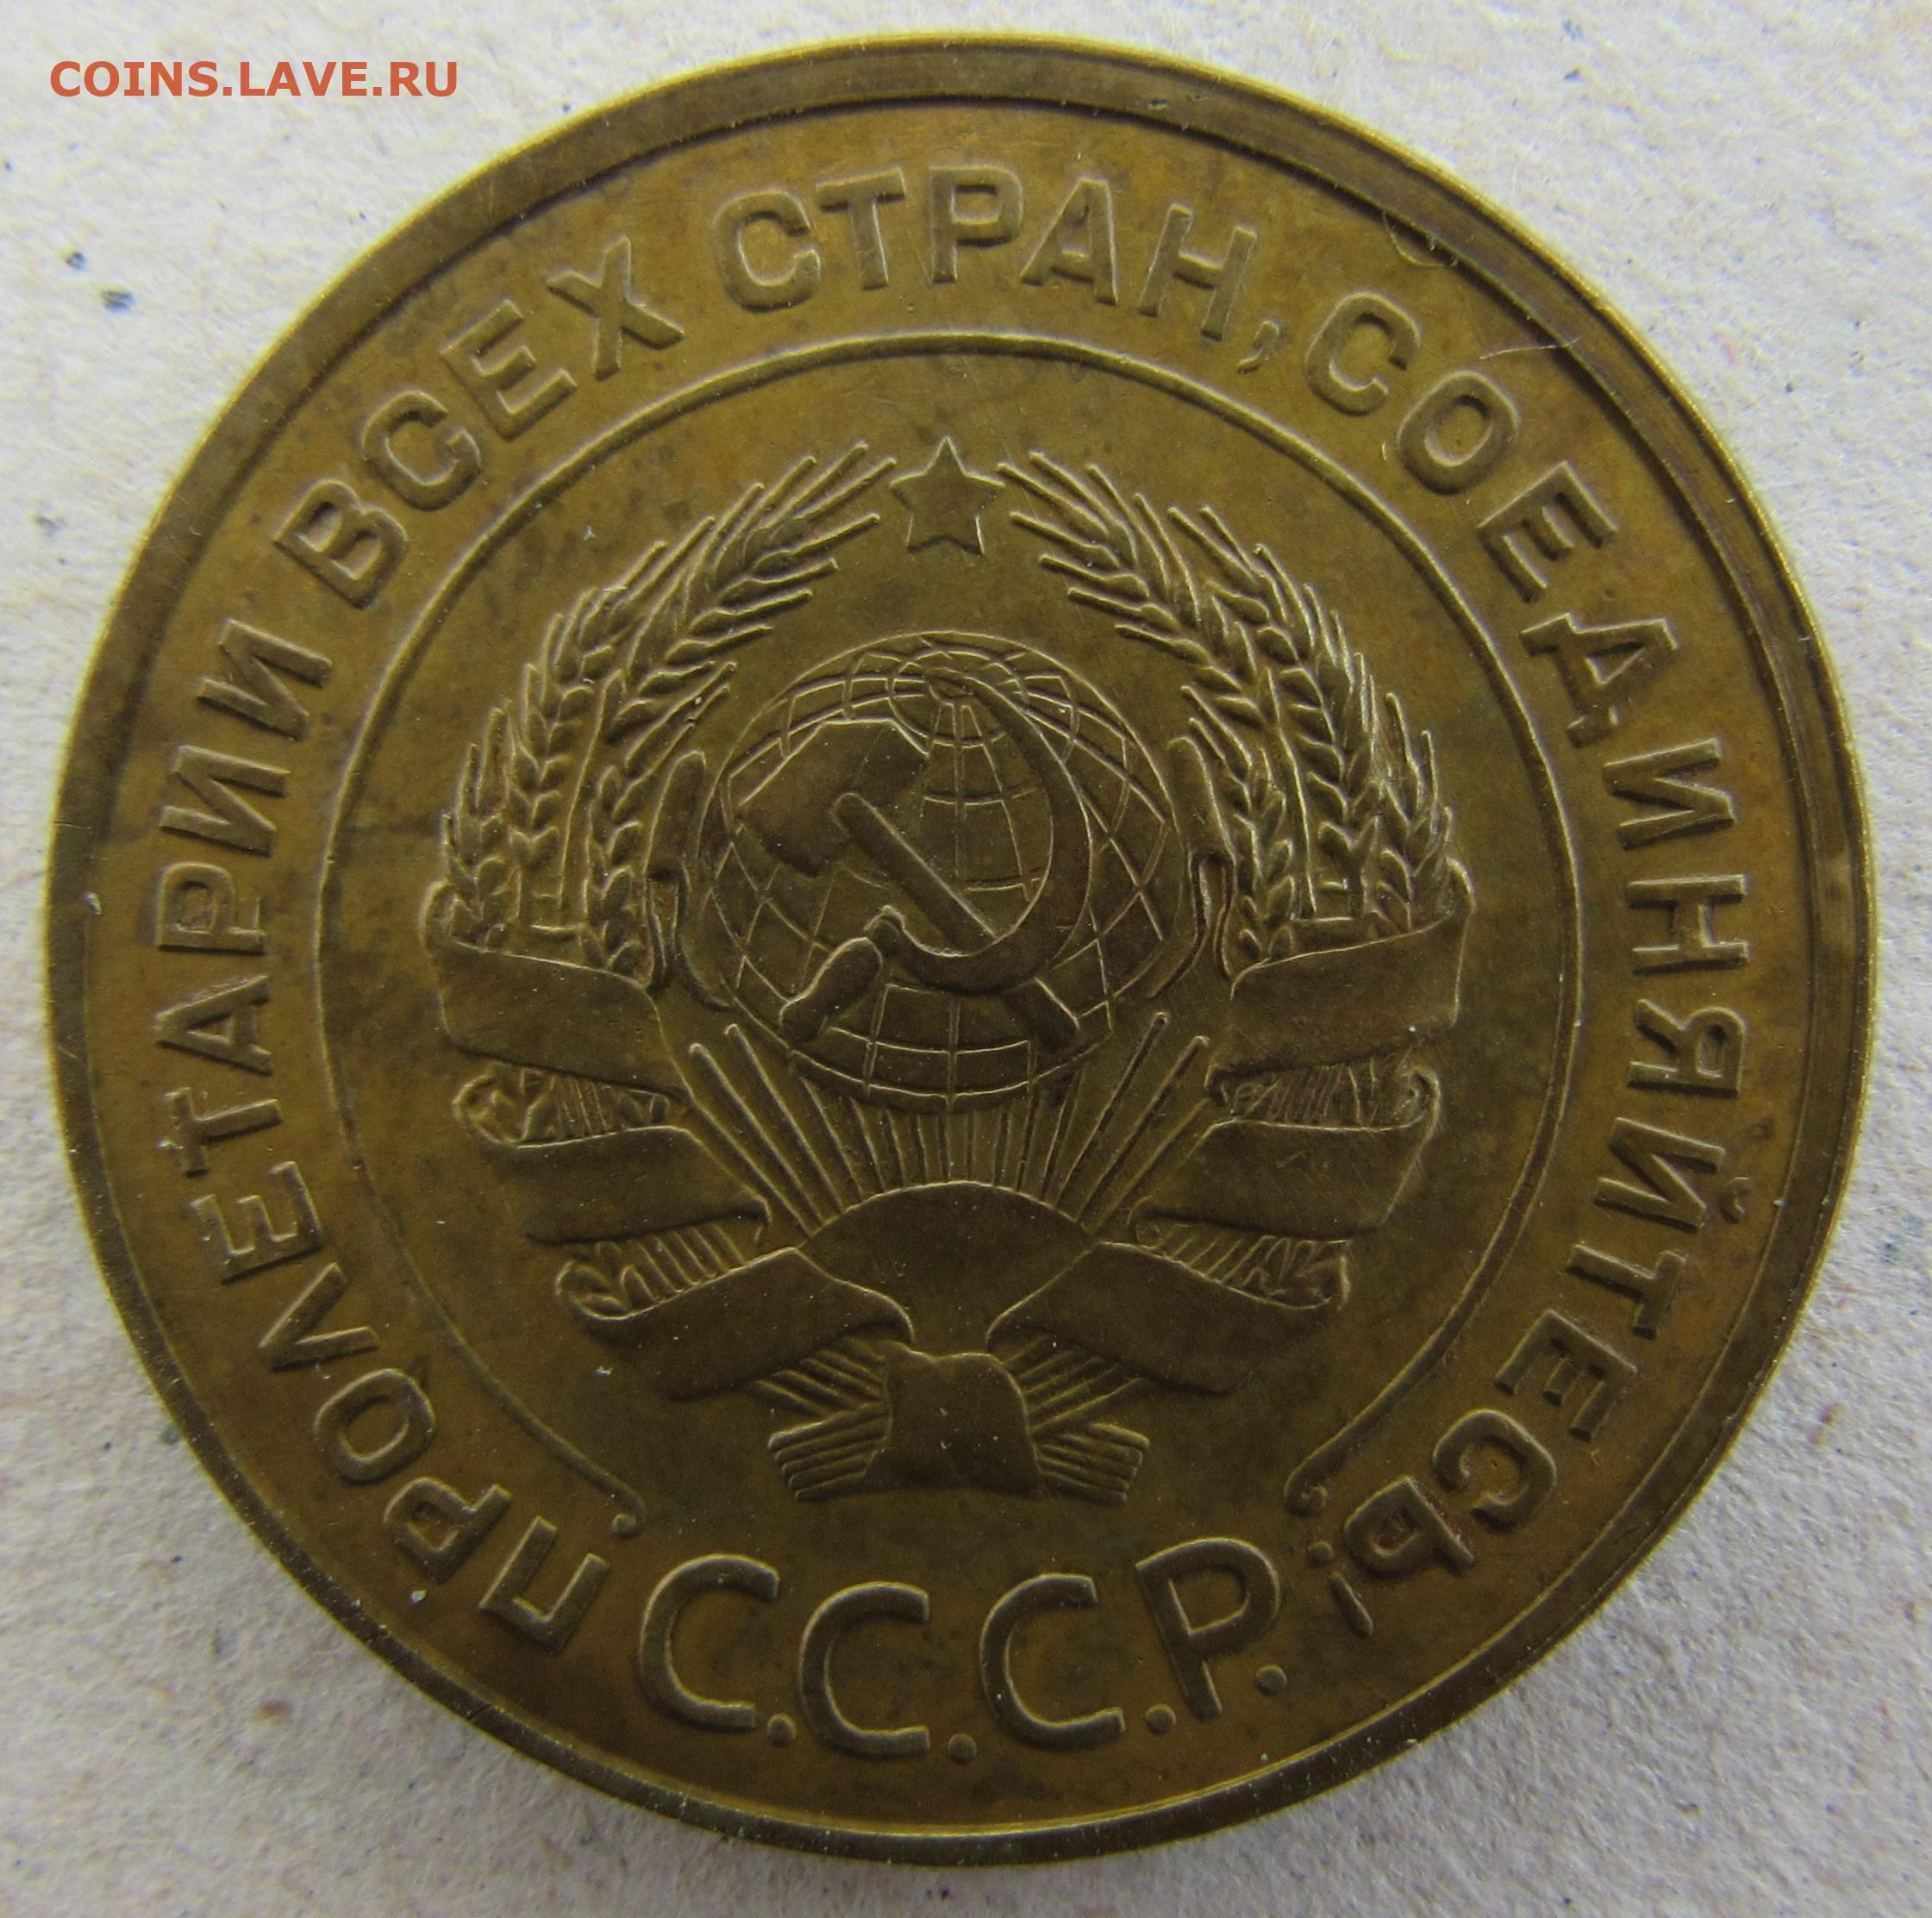 COINS.LAVE.RU
ПРОЛЕТАРИИ ВСЕХ СТРАН, СОЕДИНЯЙТЕСЬ!
С.С.С.Р.